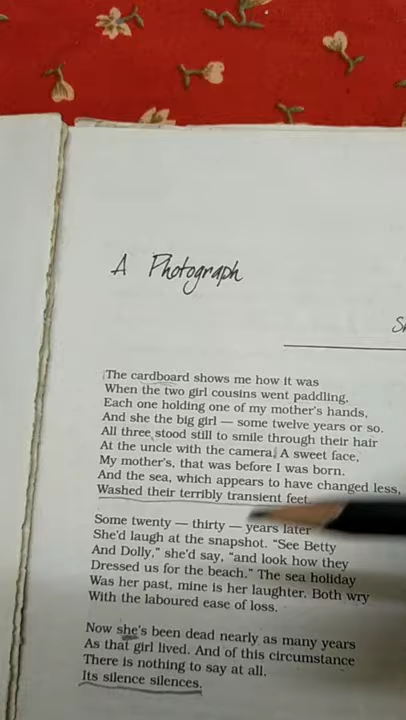 A Photograph
The cardboard shows me how it was
When the two girl cousins went paddling,
Each one holding one of my mother's hands,
And she the big girl — some twelve years or so.
All three stood still to smile through their hair
At the uncle with the camera. A sweet face,
My mother's, that was before I was born.
And the sea, which appears to have changed less,
Washed their terribly transient feet.
Some twenty — thirty — years later
She'd laugh at the snapshot. "See Betty
And Dolly," she'd say, "and look how they
Dressed us for the beach." The sea holiday
Was her past, mine is her laughter. Both wry
With the laboured ease of loss.
Now she's been dead nearly as many years
As that girl lived. And of this circumstance
There is nothing to say at all.
Its silence silences.